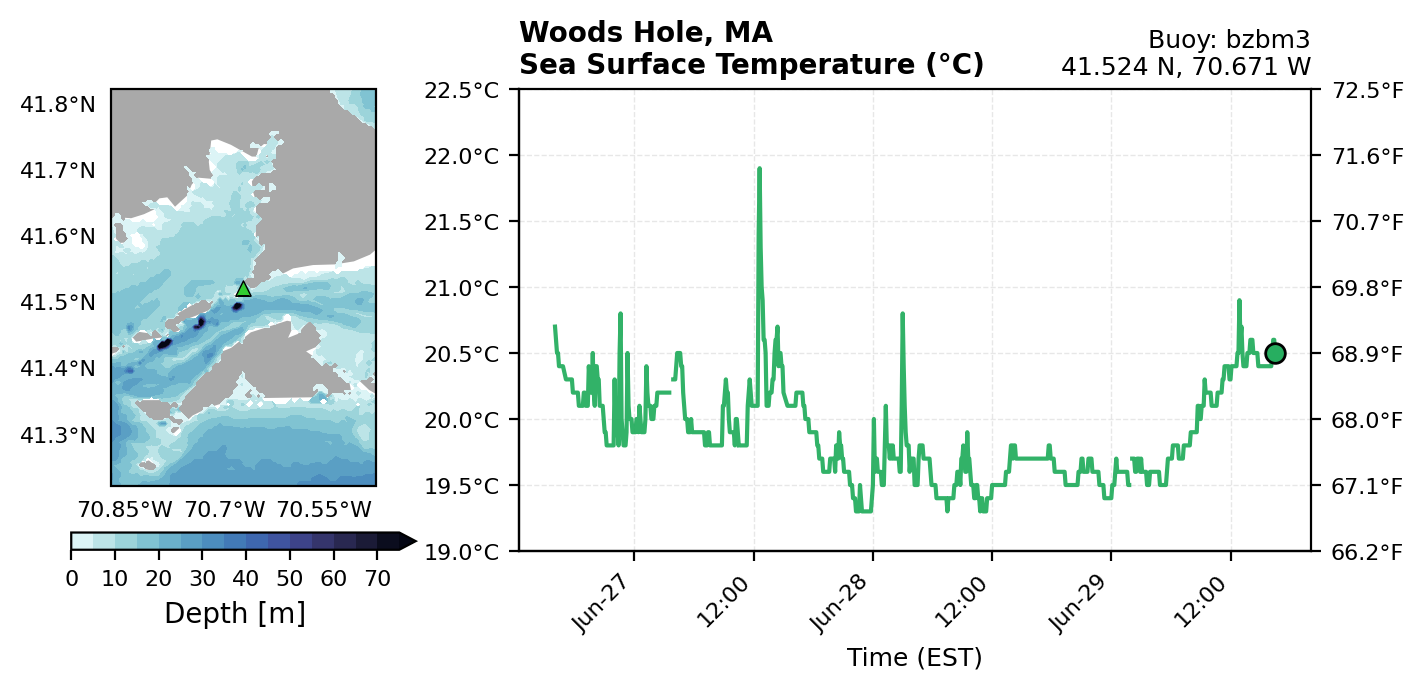 Woods Hole, MA
Sea Surface Temperature (°C)
Buoy: bzbm3
41.524 N, 70.671 W
41.8°N
41.7°N
41.6°N
41.5°N
41.4°N
41.3°N
70.85°W 70.7°W 70.55°W
0 10 20 30 40 50 60 70
Depth [m]
22.5°C
22.0°C
21.5°C
21.0°C
20.5°C
20.0°C
19.5°C
19.0°C
72.5°F
71.6°F
70.7°F
69.8°F
68.9°F
68.0°F
67.1°F
66.2°F
Jun-27
12:00
Jun-28
12:00
Jun-29
12:00
Time (EST)